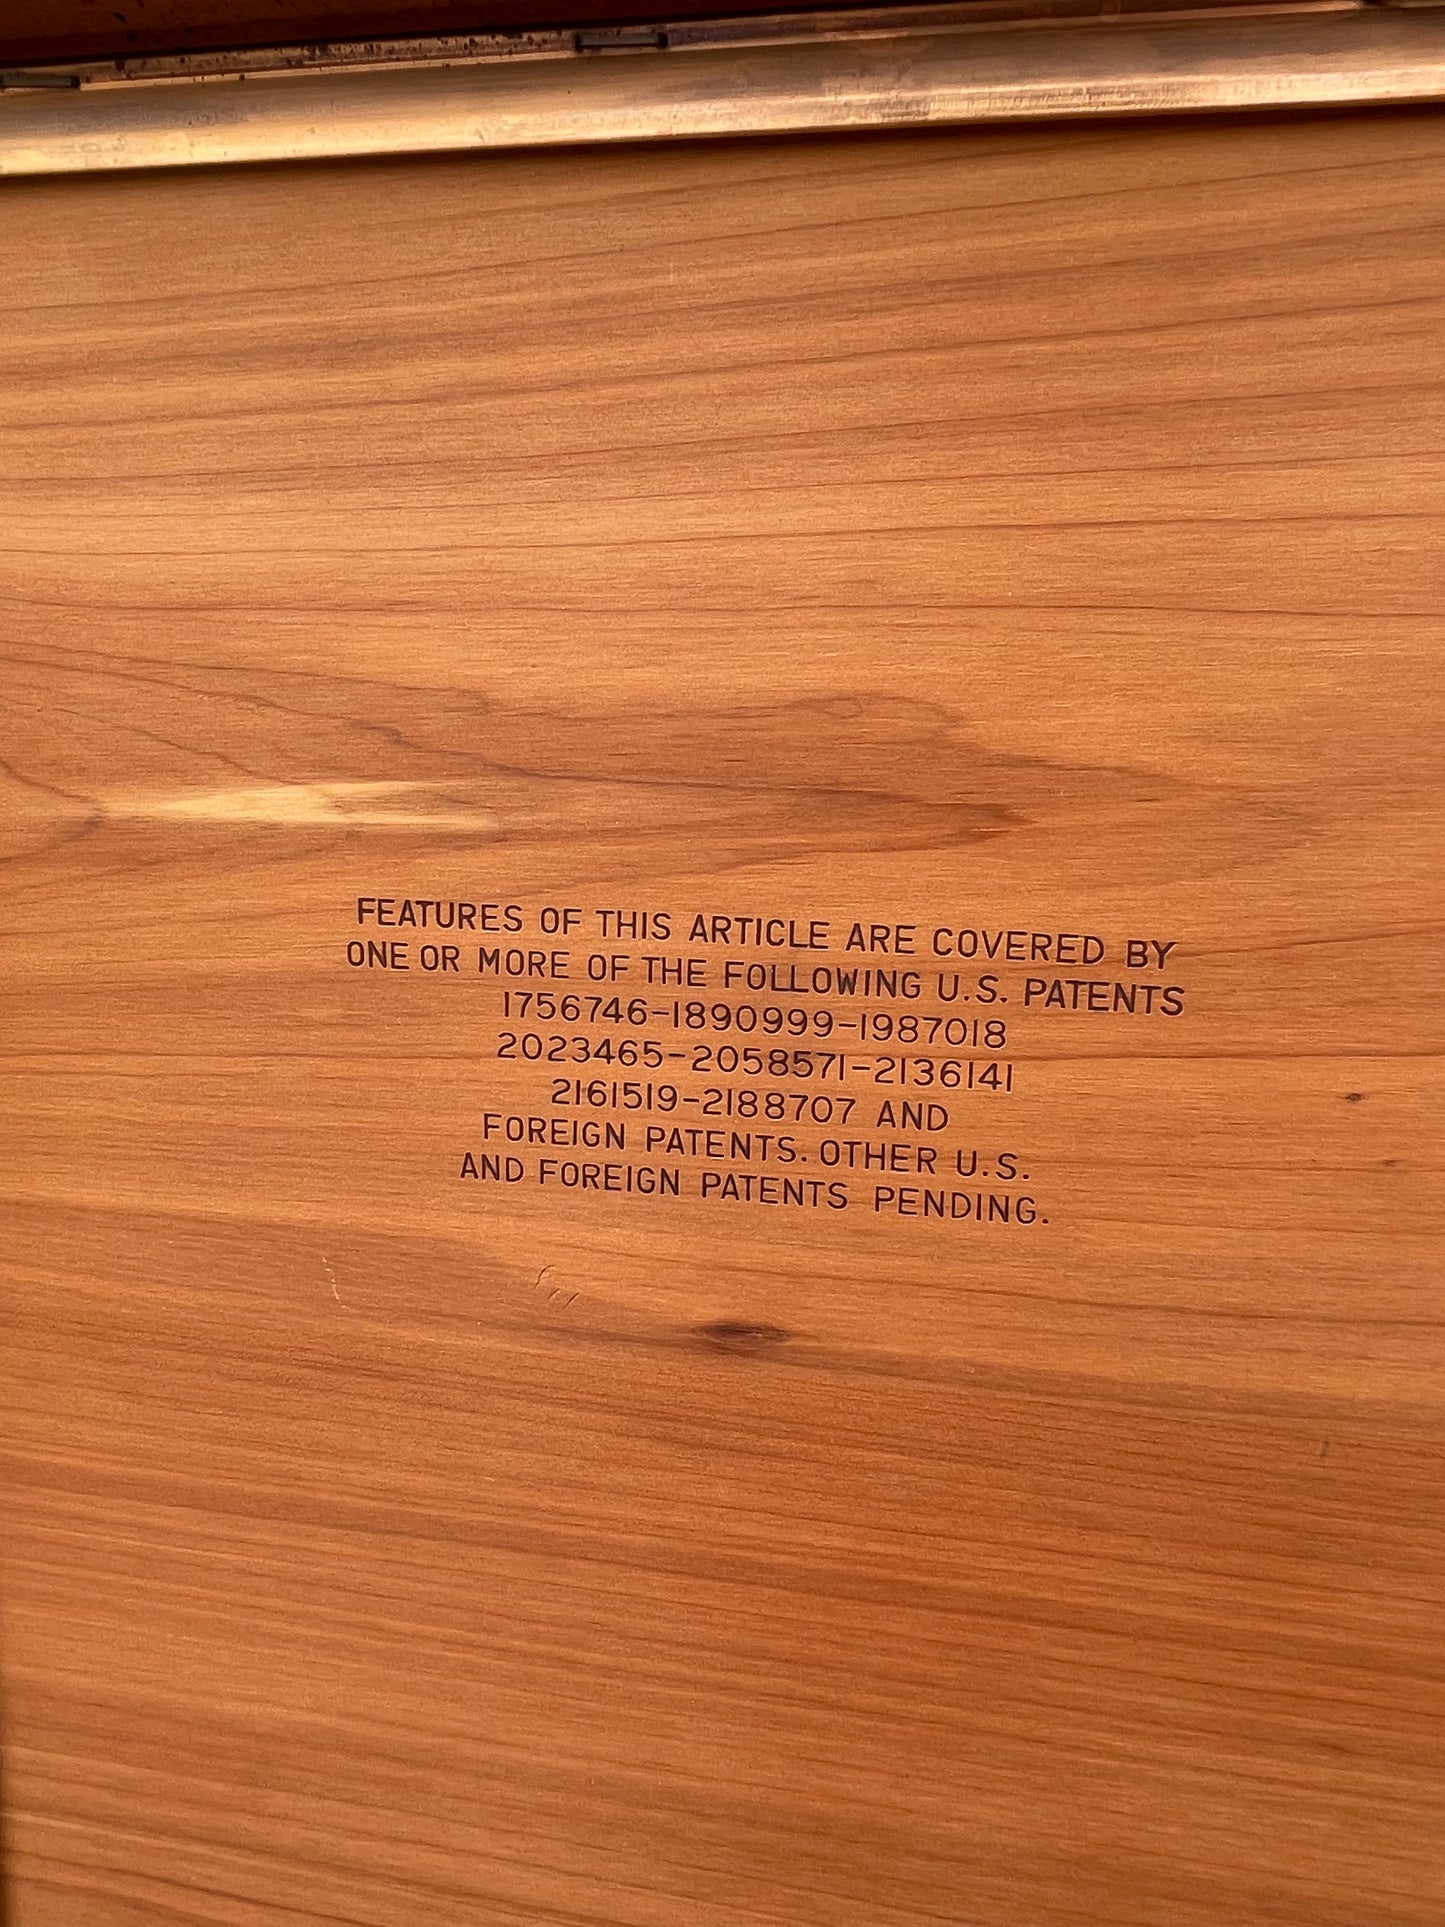 FEATURES OF THIS ARTICLE ARE COVERED BY
ONE OR MORE OF THE FOLLOWING U.S. PATENTS
1756746-1890999-1987018
2023465-2058571-2136141
2161519-2188707 AND
FOREIGN PATENTS. OTHER U.S.
AND FOREIGN PATENTS PENDING.